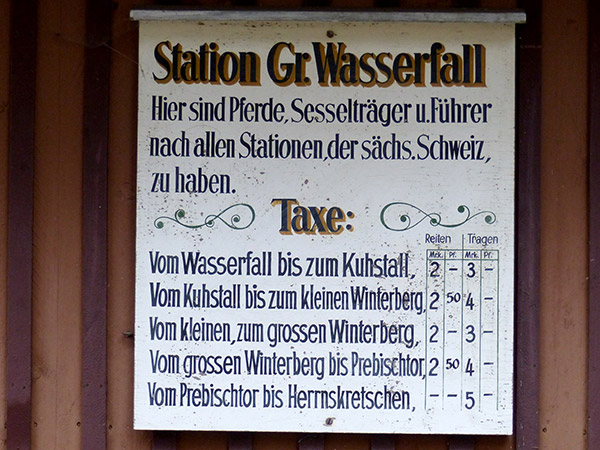 Station Gr. Wasserfall
Hier sind Pferde, Sesselträger u. Führer
nach allen Stationen, der sächs. Schweiz,
zu haben.
Taxe:
Reiten Tragen
Mrk. Pf. Mrk. Pf.
Vom Wasserfall bis zum Kuhstall, 2 – 3 –
Vom Kuhstall bis zum kleinen Winterberg, 2 50 4 –
Vom kleinen, zum grossen Winterberg, 2 – 3 –
Vom grossen Winterberg bis Prebischtor, 2 50 4 –
Vom Prebischtor bis Herrnskretschen, – – 5 –